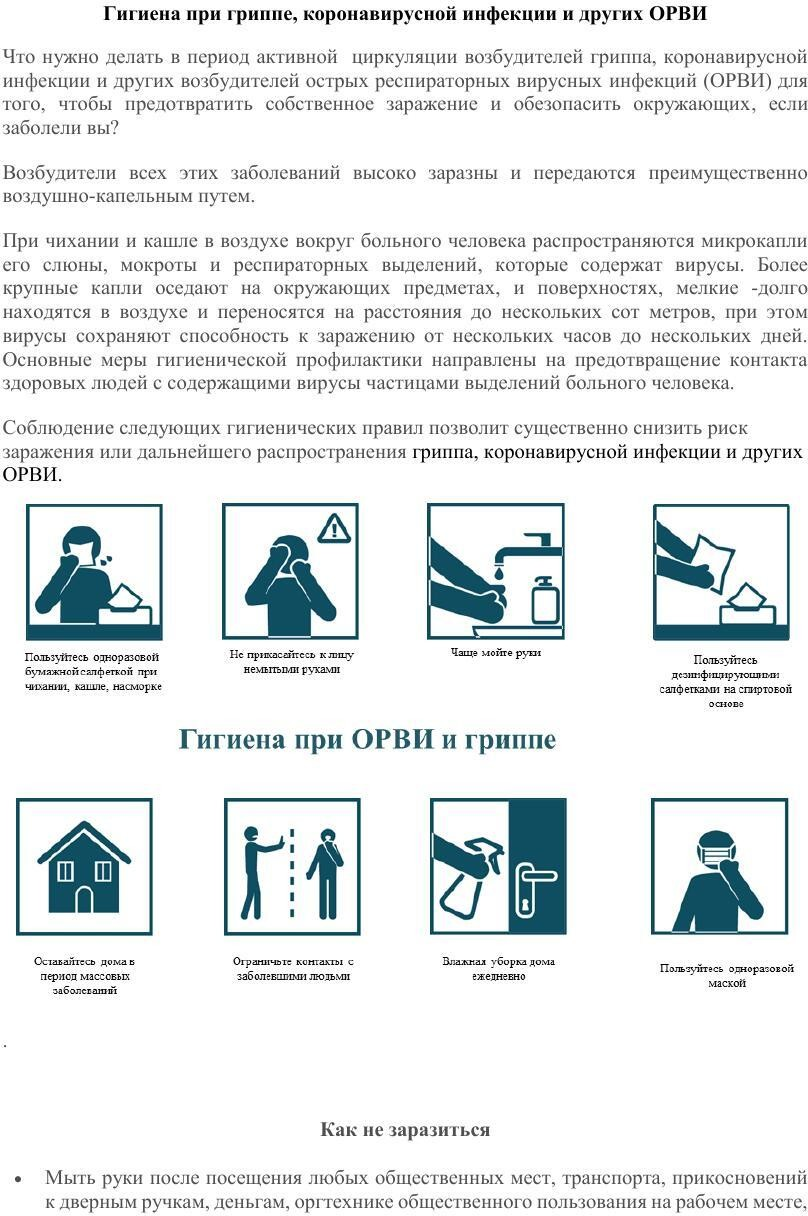 Гигиена при гриппе, коронавирусной инфекции и других ОРВИ
Что нужно делать в период активной циркуляции возбудителей гриппа, коронавирусной
инфекции и других возбудителей острых респираторных вирусных инфекций (ОРВИ) для
того, чтобы предотвратить собственное заражение и обезопасить окружающих, если
заболели вы?
Возбудители всех этих заболеваний высоко заразны и передаются преимущественно
воздушно-капельным путем.
При чихании и кашле в воздухе вокруг больного человека распространяются микрокапли
его слюны, мокроты и респираторных выделений, которые содержат вирусы. Более
крупные капли оседают на окружающих предметах, и поверхностях, мелкие -долго
находятся в воздухе и переносятся на расстояния до нескольких сот метров, при этом
вирусы сохраняют способность к заражению от нескольких часов до нескольких дней.
Основные меры гигиенической профилактики направлены на предотвращение контакта
здоровых людей с содержащими вирусы частицами выделений больного человека.
Соблюдение следующих гигиенических правил позволит существенно снизить риск
заражения или дальнейшего распространения гриппа, коронавирусной инфекции и других
ОРВИ.
Пользуйтесь одноразовой
бумажной салфеткой при
чихании, кашле, насморке
Не прикасайтесь к лицу
немытыми руками
Чаще мойте руки
Пользуйтесь
дезинфицирующими
салфетками на спиртовой
основе
Гигиена при ОРВИ и гриппе
Оставайтесь дома в
период массовых
заболеваний
Ограничьте контакты с
заболевшими людьми
Влажная уборка дома
ежедневно
Пользуйтесь одноразовой
маской
.
Как не заразиться
• Мыть руки после посещения любых общественных мест, транспорта, прикосновений
к дверным ручкам, деньгам, оргтехнике общественного пользования на рабочем месте,